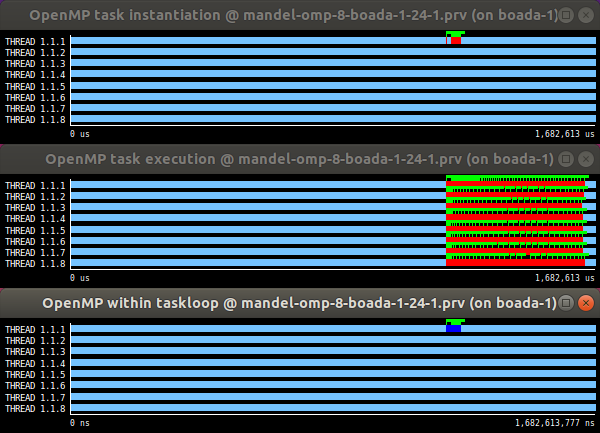 OpenMP task instantiation @ mandel-omp-8-boada-1-24-1.prv (on boada-1)
THREAD 1.1.1
THREAD 1.1.2
THREAD 1.1.3
THREAD 1.1.4
THREAD 1.1.5
THREAD 1.1.6
THREAD 1.1.7
THREAD 1.1.8
0 us 1,682,613 us
OpenMP task execution @ mandel-omp-8-boada-1-24-1.prv (on boada-1)
THREAD 1.1.1
THREAD 1.1.2
THREAD 1.1.3
THREAD 1.1.4
THREAD 1.1.5
THREAD 1.1.6
THREAD 1.1.7
THREAD 1.1.8
0 us 1,682,613 us
OpenMP within taskloop @ mandel-omp-8-boada-1-24-1.prv (on boada-1)
THREAD 1.1.1
THREAD 1.1.2
THREAD 1.1.3
THREAD 1.1.4
THREAD 1.1.5
THREAD 1.1.6
THREAD 1.1.7
THREAD 1.1.8
0 ns 1,682,613,777 ns